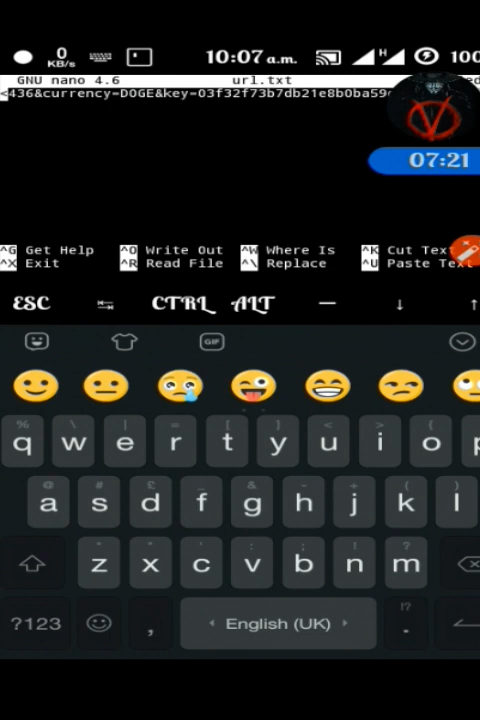 0
KB/s
10:07 a.m.
H
100
GNU nano 4.6 url.txt
<436&currency=DOGE&key=03f32f73b7db21e8b0ba59
07:21
^G Get Help ^O Write Out ^W Where Is ^K Cut Text
^X Exit ^R Read File ^\ Replace ^U Paste Text
ESC CTRL ALT
GIF
% \ | = [ ] < > {
q w e r t y u i o p
@ # £ _ & - + ( )
a s d f g h j k l
* " ' : ; ! ?
z x c v b n m
?123 , English (UK) . !?